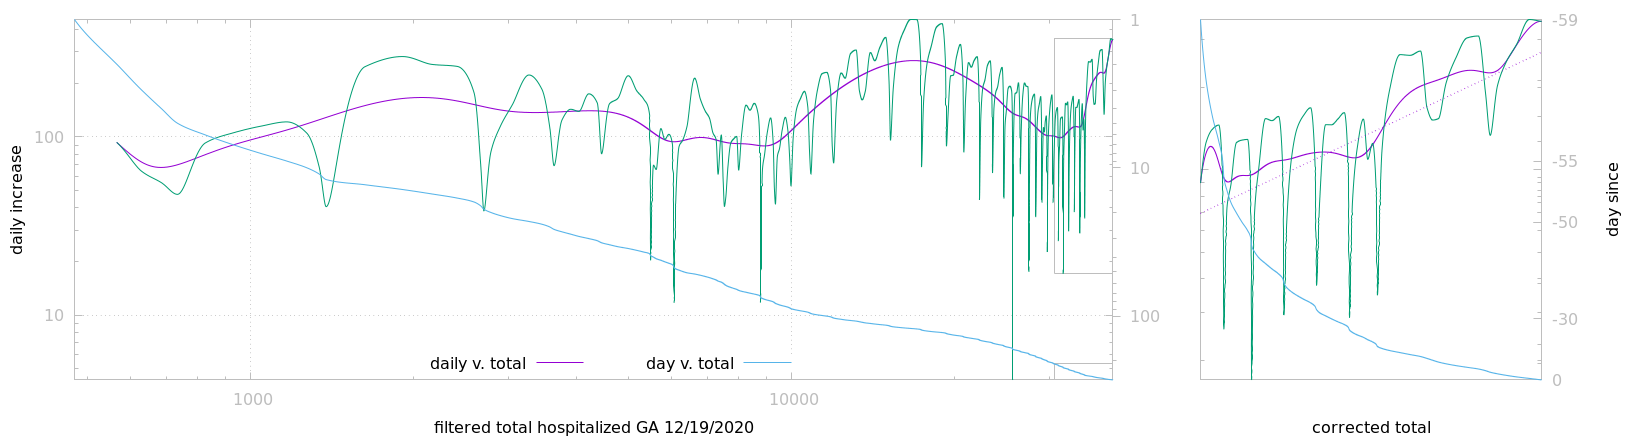 1
-59
100
daily increase
10
-55
-50
day since
10
100
-30
daily v. total
day v. total
0
1000
10000
filtered total hospitalized GA 12/19/2020
corrected total